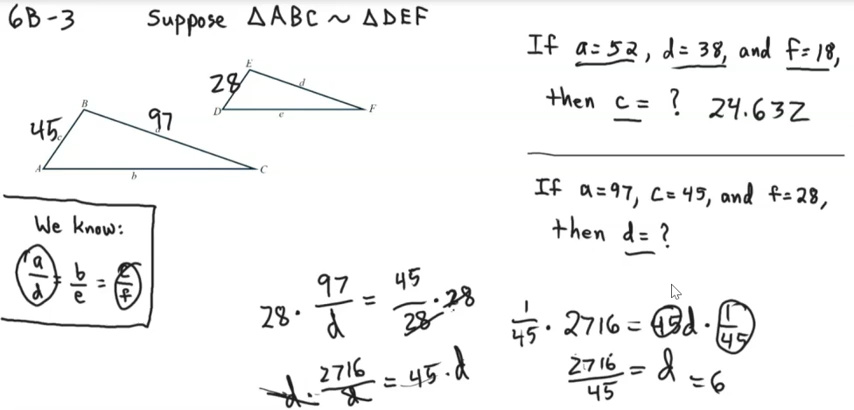 6B-3 Suppose △ABC ~ △DEF
If a=52, d=38, and f=18,
then c= ? 24.632
If a=97, c=45, and f=28,
then d= ?
28
E
d
D
e
F
45
B
97
c
A
b
C
We know:
a/d = b/e = c/f
28 · 97/d = 45/28 · 28
d · 2716/d = 45 · d
1/45 · 2716 = 45d · 1/45
2716/45 = d = 6